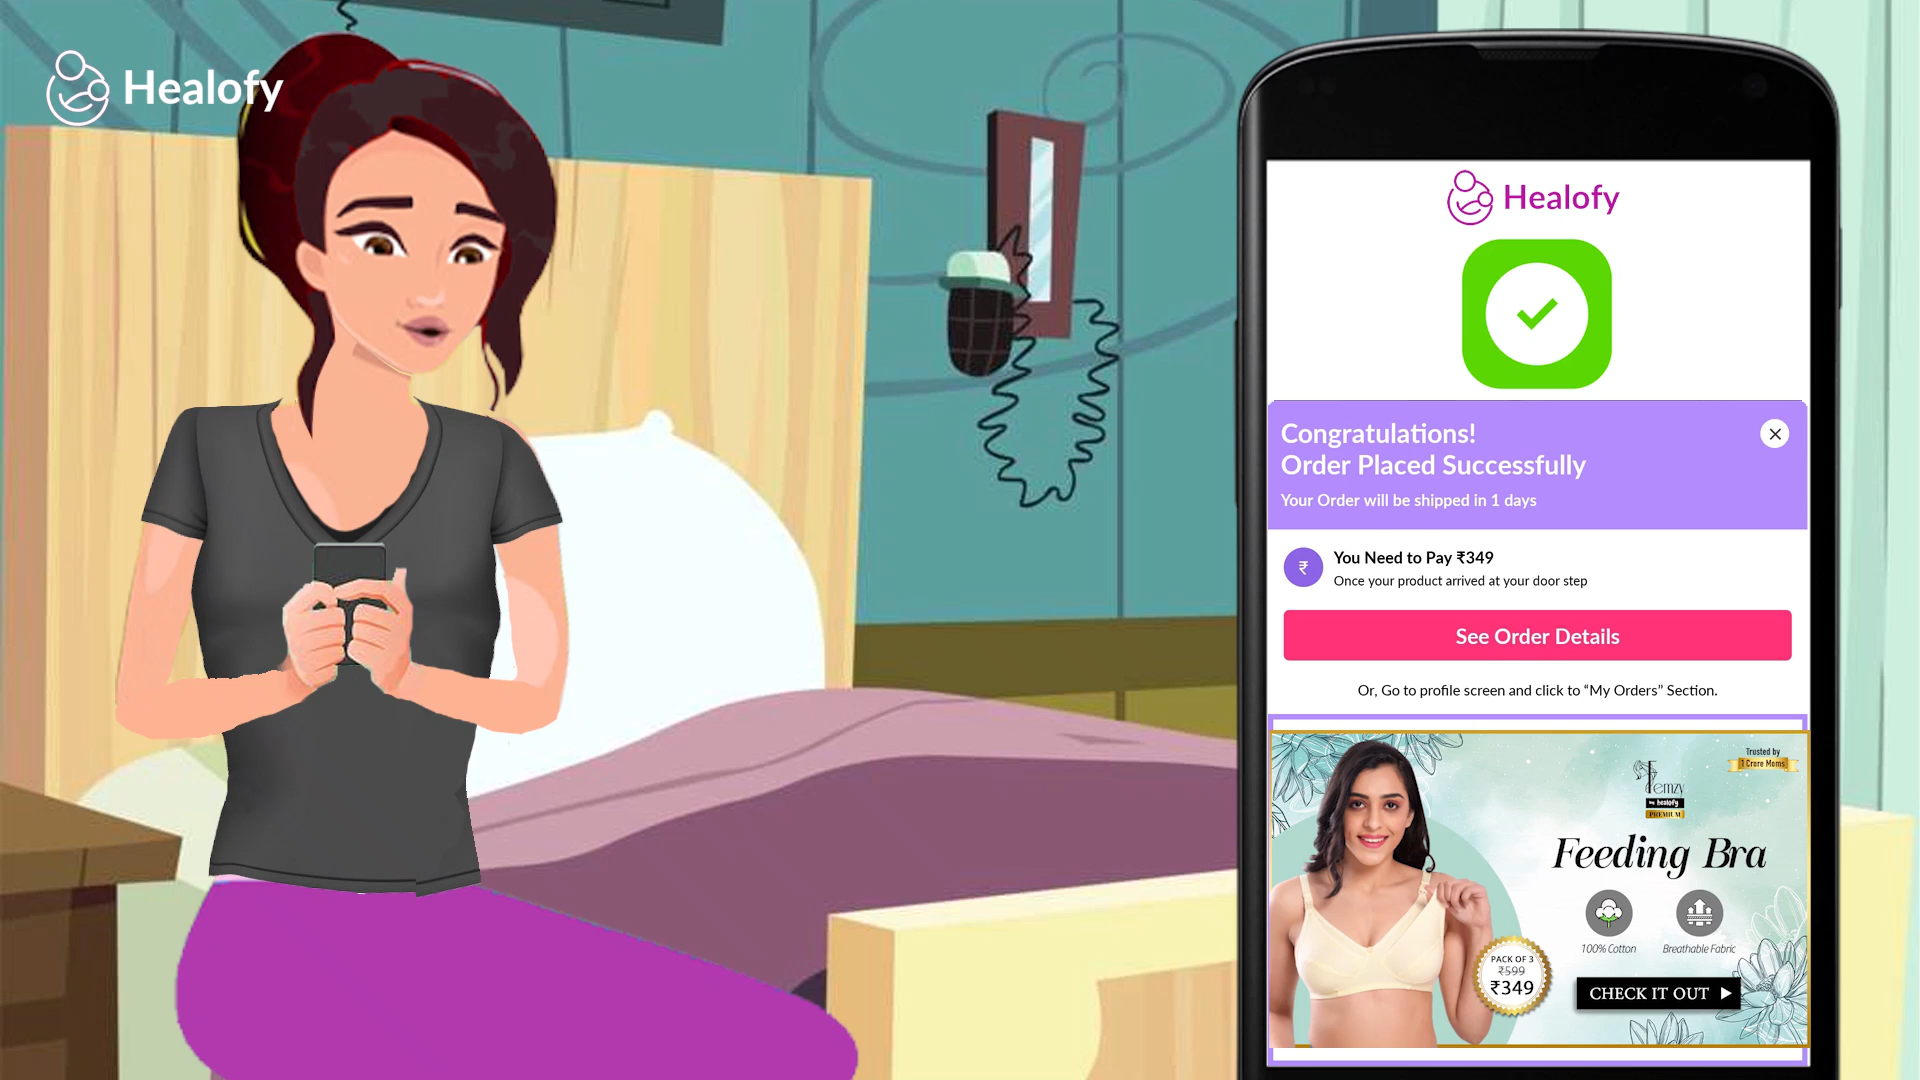 Healofy
Healofy
Congratulations!
Order Placed Successfully
Your Order will be shipped in 1 days
₹
You Need to Pay ₹349
Once your product arrived at your door step
See Order Details
Or, Go to profile screen and click to “My Orders” Section.
Trusted by
1 Crore Moms
Femzy
by healofy
PREMIUM
Feeding Bra
100% Cotton
Breathable Fabric
PACK OF 3
₹599
₹349
CHECK IT OUT